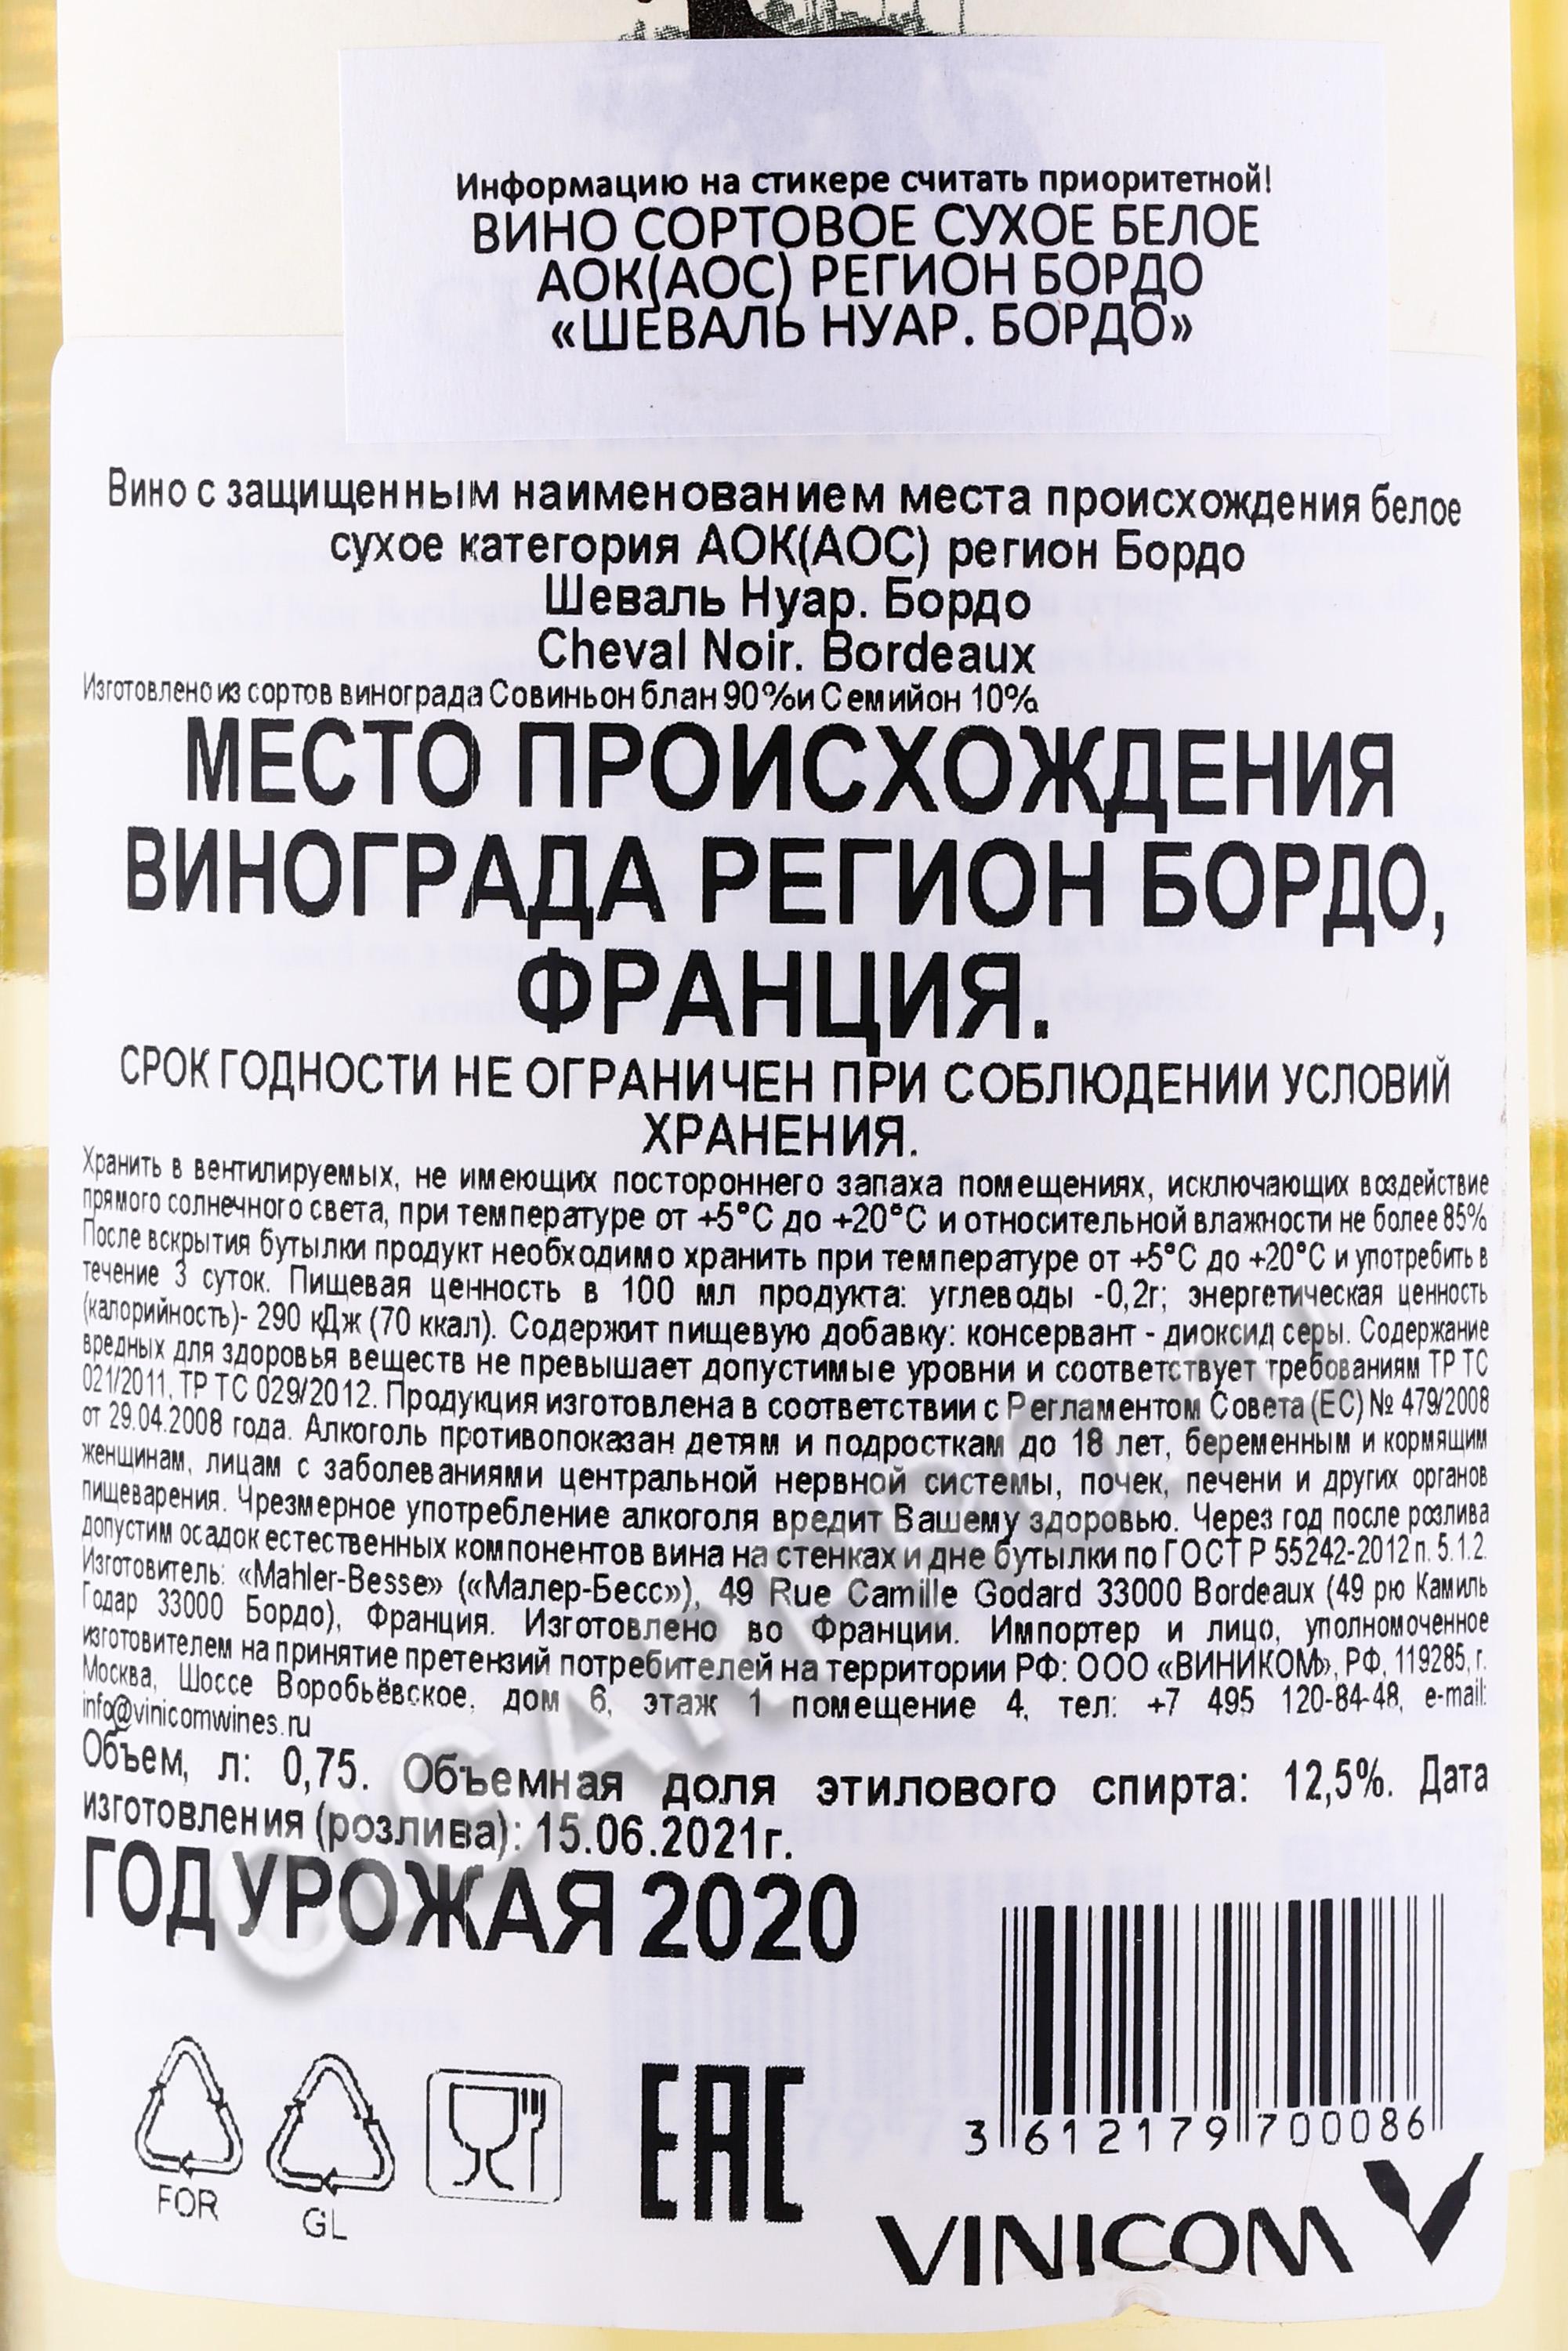 Информацию на стикере считать приоритетной!
ВИНО СОРТОВОЕ СУХОЕ БЕЛОЕ
АОК(АОС) РЕГИОН БОРДО
«ШЕВАЛЬ НУАР. БОРДО»
Вино с защищенным наименованием места происхождения белое
сухое категория АОК(АОС) регион Бордо
Шеваль Нуар. Бордо
Cheval Noir. Bordeaux
Изготовлено из сортов винограда Совиньон блан 90%и Семийон 10%
МЕСТО ПРОИСХОЖДЕНИЯ
ВИНОГРАДА РЕГИОН БОРДО,
ФРАНЦИЯ.
СРОК ГОДНОСТИ НЕ ОГРАНИЧЕН ПРИ СОБЛЮДЕНИИ УСЛОВИЙ
ХРАНЕНИЯ.
Хранить в вентилируемых, не имеющих постороннего запаха помещениях, исключающих воздействие
прямого солнечного света, при температуре от +5°С до +20°С и относительной влажности не более 85%
После вскрытия бутылки продукт необходимо хранить при температуре от +5°С до +20°С и употребить в
течение 3 суток. Пищевая ценность в 100 мл продукта: углеводы -0,2г; энергетическая ценность
(калорийность)- 290 кДж (70 ккал). Содержит пищевую добавку: консервант - диоксид серы. Содержание
вредных для здоровья веществ не превышает допустимые уровни и соответствует требованиям ТР ТС
021/2011, ТР ТС 029/2012. Продукция изготовлена в соответствии с Регламентом Совета (ЕС) № 479/2008
от 29.04.2008 года. Алкоголь противопоказан детям и подросткам до 18 лет, беременным и кормящим
женщинам, лицам с заболеваниями центральной нервной системы, почек, печени и других органов
пищеварения. Чрезмерное употребление алкоголя вредит Вашему здоровью. Через год после розлива
допустим осадок естественных компонентов вина на стенках и дне бутылки по ГОСТ Р 55242-2012 п. 5.1.2.
Изготовитель: «Mahler-Besse» («Малер-Бесс»), 49 Rue Camille Godard 33000 Bordeaux (49 рю Камиль
Годар 33000 Бордо), Франция. Изготовлено во Франции. Импортер и лицо, уполномоченное
изготовителем на принятие претензий потребителей на территории РФ: ООО «ВИНИКОМ», РФ, 119285, г.
Москва, Шоссе Воробьёвское, дом 6, этаж 1 помещение 4, тел: +7 495 120-84-48, e-mail:
info@vinicomwines.ru
Объем, л: 0,75. Объемная доля этилового спирта: 12,5%. Дата
изготовления (розлива): 15.06.2021г.
ГОД УРОЖАЯ 2020
3 612179 700086
FOR
GL
EAC
VINICOM
CIGARPRO.RU